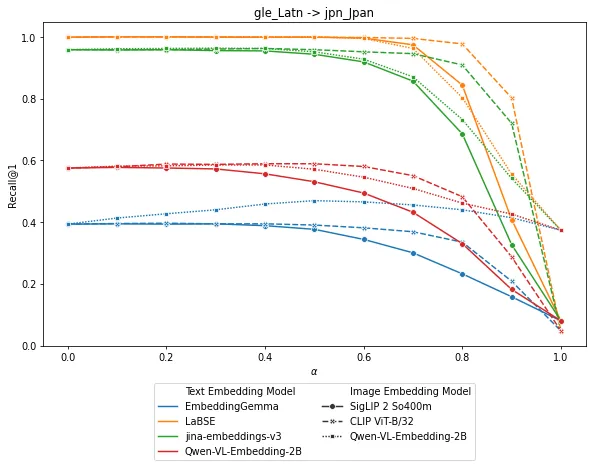 gle_Latn -> jpn_Jpan
Recall@1
1.0
0.8
0.6
0.4
0.2
0.0
0.0 0.2 0.4 0.6 0.8 1.0
α
Text Embedding Model
EmbeddingGemma
LaBSE
jina-embeddings-v3
Qwen-VL-Embedding-2B
Image Embedding Model
SigLIP 2 So400m
CLIP ViT-B/32
Qwen-VL-Embedding-2B